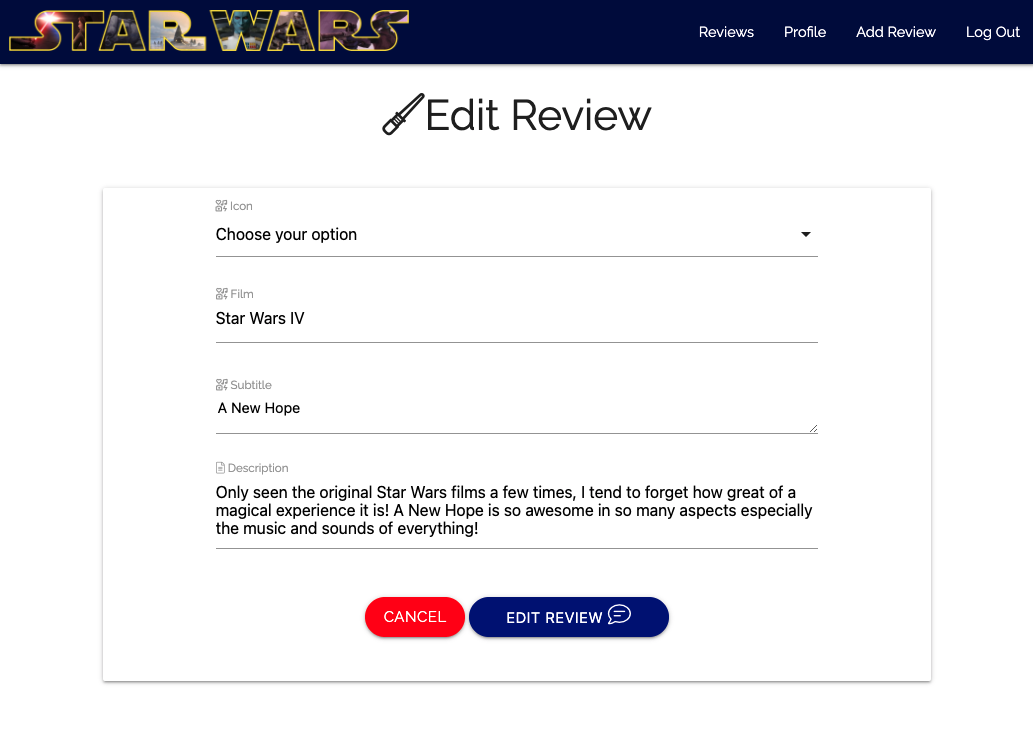 STAR WARS
Reviews Profile Add Review Log Out
Edit Review
Icon
Choose your option
Film
Star Wars IV
Subtitle
A New Hope
Description
Only seen the original Star Wars films a few times, I tend to forget how great of a
magical experience it is! A New Hope is so awesome in so many aspects especially
the music and sounds of everything!
CANCEL EDIT REVIEW